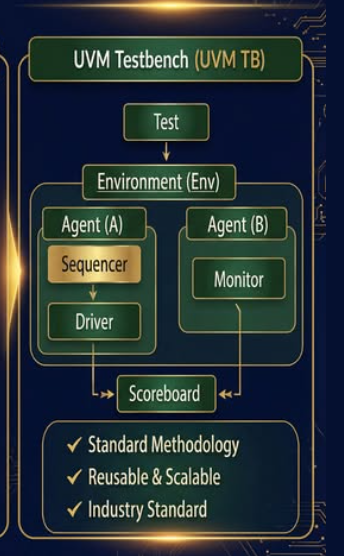 UVM Testbench (UVM TB)
Test
Environment (Env)
Agent (A)
Sequencer
Driver
Agent (B)
Monitor
Scoreboard
✓ Standard Methodology
✓ Reusable & Scalable
✓ Industry Standard